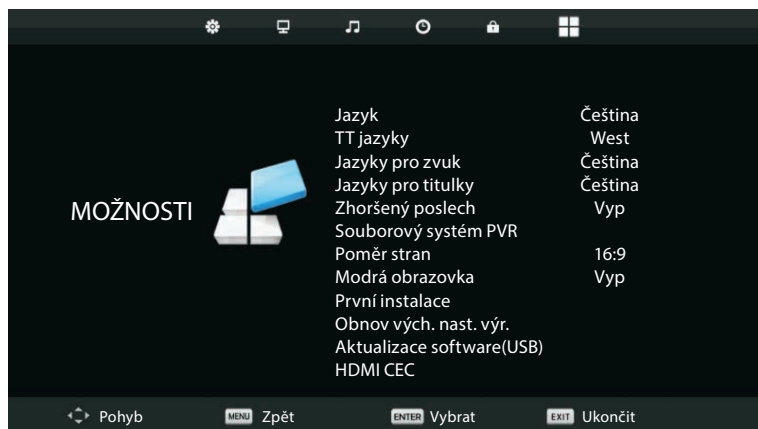 MOŽNOSTI
Jazyk Čeština
TT jazyky West
Jazyky pro zvuk Čeština
Jazyky pro titulky Čeština
Zhoršený poslech Vyp
Souborový systém PVR
Poměr stran 16:9
Modrá obrazovka Vyp
První instalace
Obnov vých. nast. výr.
Aktualizace software(USB)
HDMI CEC
Pohyb MENU Zpět ENTER Vybrat EXIT Ukončit